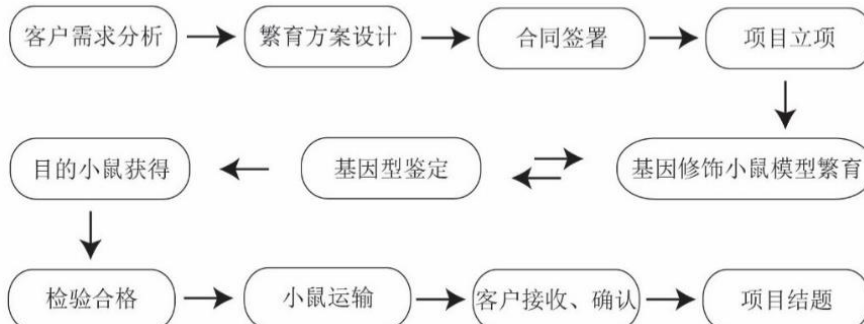 客户需求分析
繁育方案设计
合同签署
项目立项
基因修饰小鼠模型繁育
基因型鉴定
目的小鼠获得
检验合格
小鼠运输
客户接收、确认
项目结题